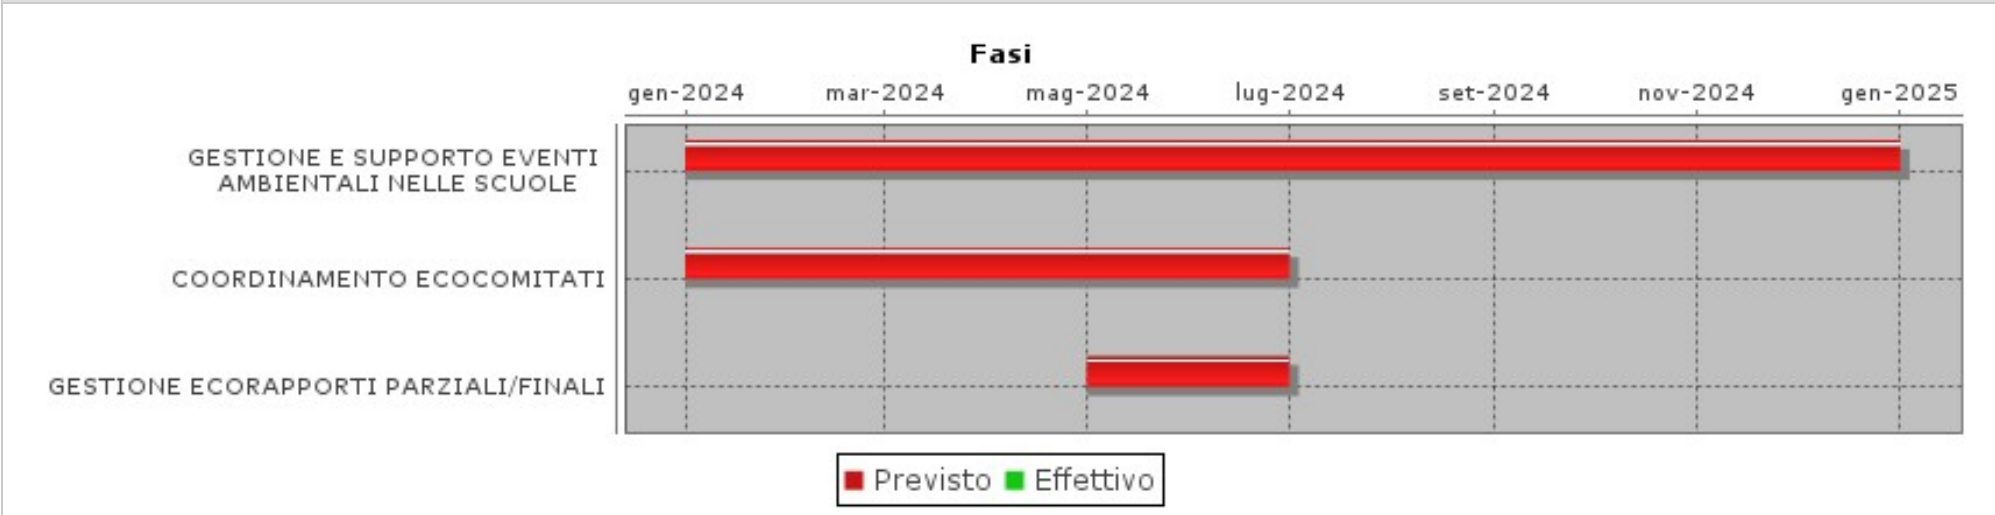 Fasi
gen-2024 mar-2024 mag-2024 lug-2024 set-2024 nov-2024 gen-2025
GESTIONE E SUPPORTO EVENTI
AMBIENTALI NELLE SCUOLE
COORDINAMENTO ECOCOMITATI
GESTIONE ECORAPPORTI PARZIALI/FINALI
Previsto Effettivo